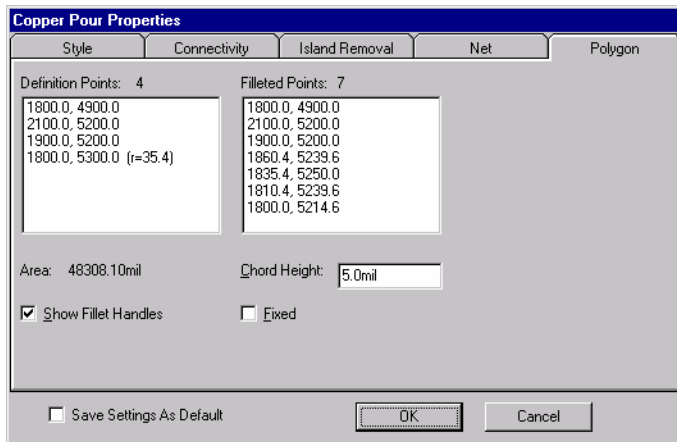 Copper Pour Properties
Style Connectivity Island Removal Net Polygon
Definition Points: 4 Filleted Points: 7
1800.0, 4900.0
2100.0, 5200.0
1900.0, 5200.0
1800.0, 5300.0 (r=35.4)
1800.0, 4900.0
2100.0, 5200.0
1900.0, 5200.0
1860.4, 5239.6
1835.4, 5250.0
1810.4, 5239.6
1800.0, 5214.6
Area: 48308.10mil Chord Height: 5.0mil
Show Fillet Handles Fixed
Save Settings As Default OK Cancel